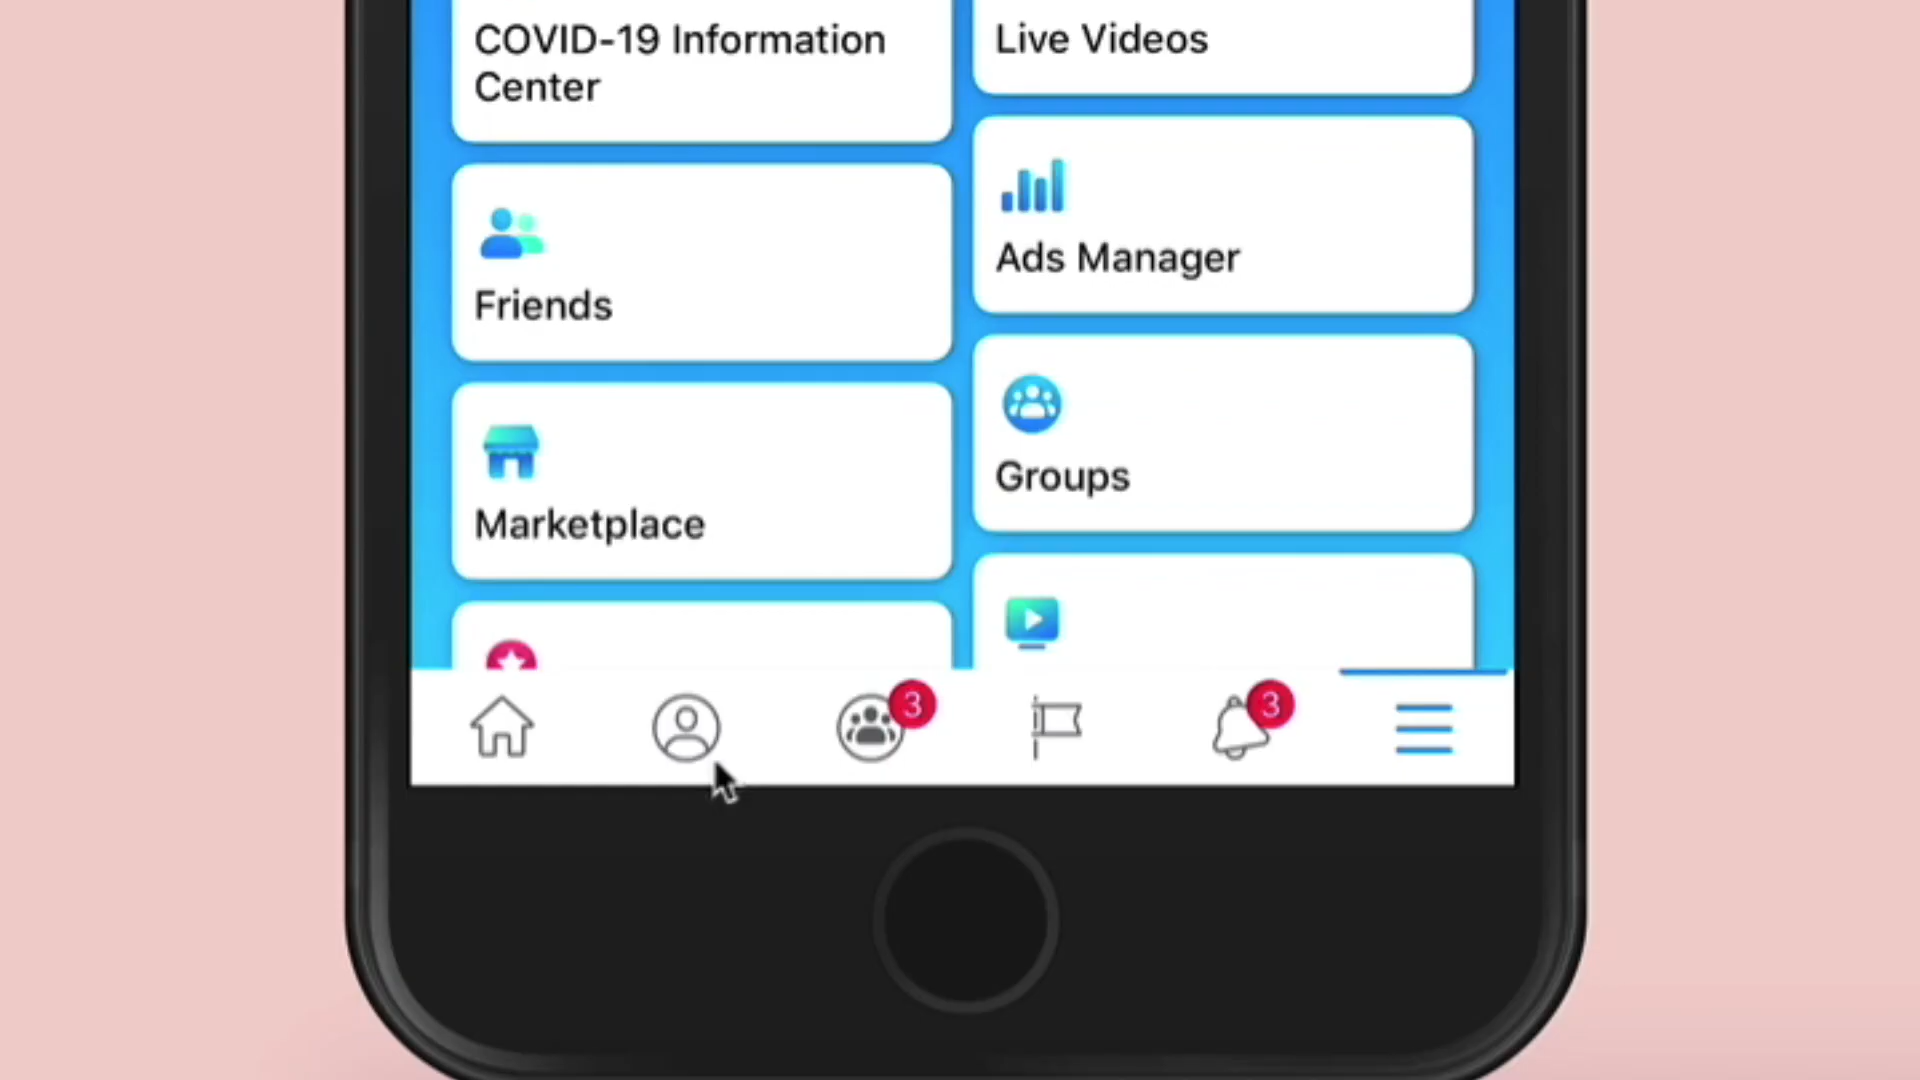 COVID-19 Information
Center
Live Videos
Friends
Ads Manager
Marketplace
Groups
3
3